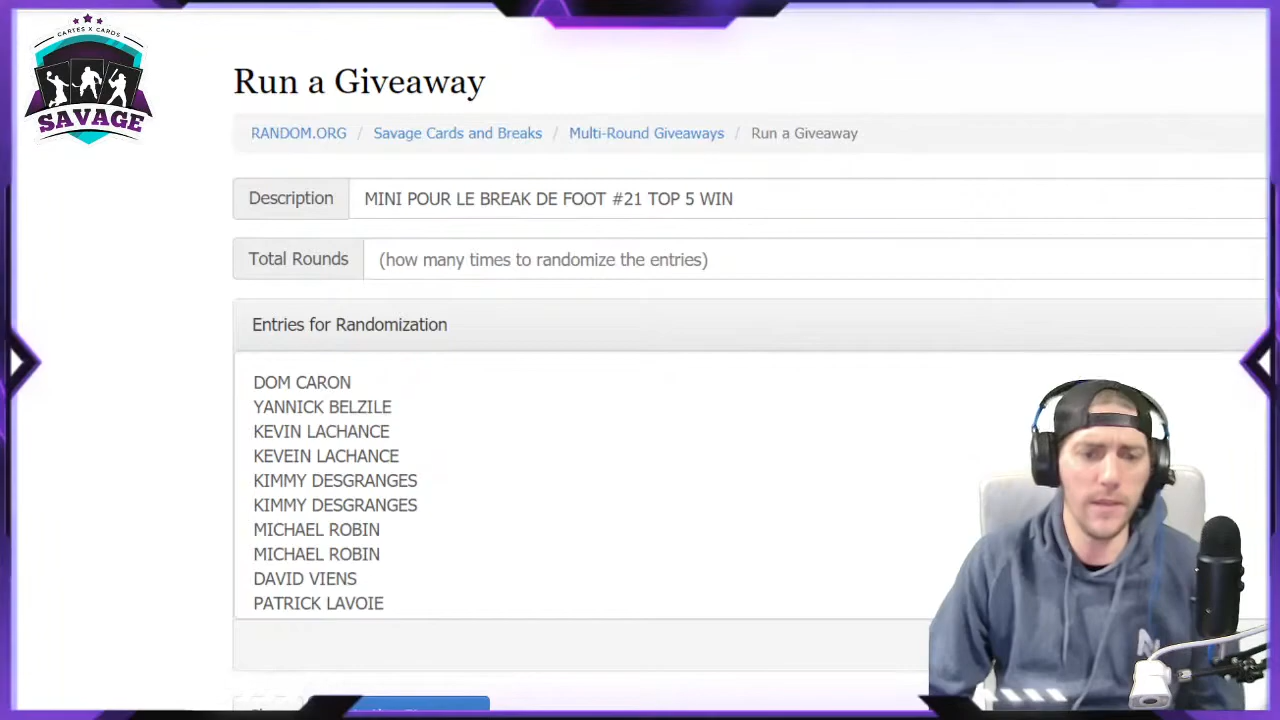 CARTES X CARDS
SAVAGE
Run a Giveaway
RANDOM.ORG / Savage Cards and Breaks / Multi-Round Giveaways / Run a Giveaway
Description MINI POUR LE BREAK DE FOOT #21 TOP 5 WIN
Total Rounds (how many times to randomize the entries)
Entries for Randomization
DOM CARON
YANNICK BELZILE
KEVIN LACHANCE
KEVEIN LACHANCE
KIMMY DESGRANGES
KIMMY DESGRANGES
MICHAEL ROBIN
MICHAEL ROBIN
DAVID VIENS
PATRICK LAVOIE